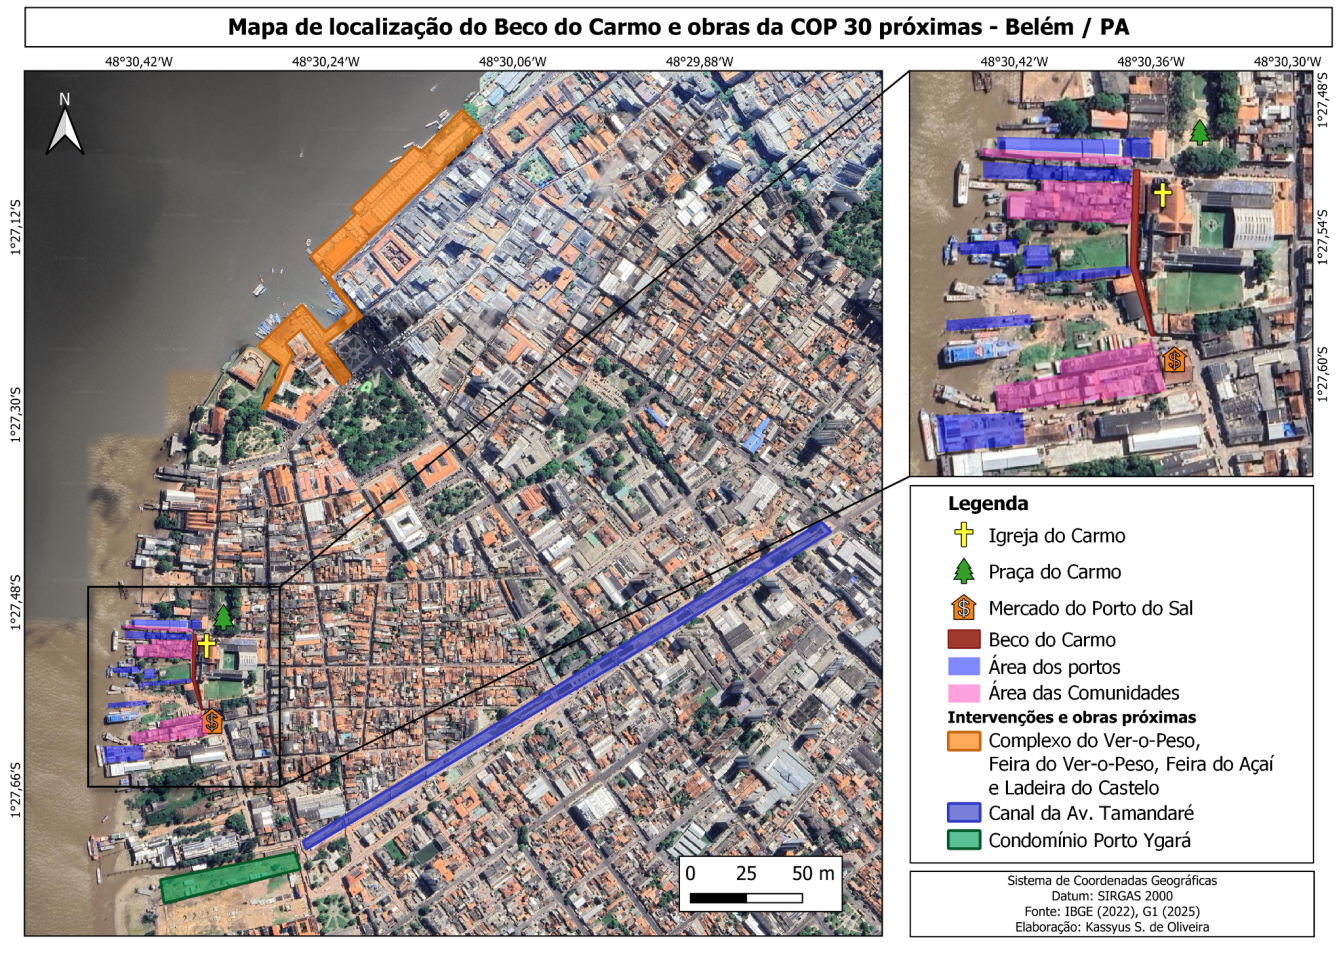 Mapa de localização do Beco do Carmo e obras da COP 30 próximas - Belém / PA
48°30,42′W 48°30,24′W 48°30,06′W 48°29,88′W
48°30,42′W 48°30,36′W 48°30,30′W
N
1°27,12′S
1°27,30′S
1°27,48′S
1°27,66′S
1°27,48′S
1°27,54′S
1°27,60′S
$
$
Legenda
Igreja do Carmo
Praça do Carmo
$ Mercado do Porto do Sal
Beco do Carmo
Área dos portos
Área das Comunidades
Intervenções e obras próximas
Complexo do Ver-o-Peso,
Feira do Ver-o-Peso, Feira do Açaí
e Ladeira do Castelo
Canal da Av. Tamandaré
Condomínio Porto Ygará
0 25 50 m
Sistema de Coordenadas Geográficas
Datum: SIRGAS 2000
Fonte: IBGE (2022), G1 (2025)
Elaboração: Kassyus S. de Oliveira